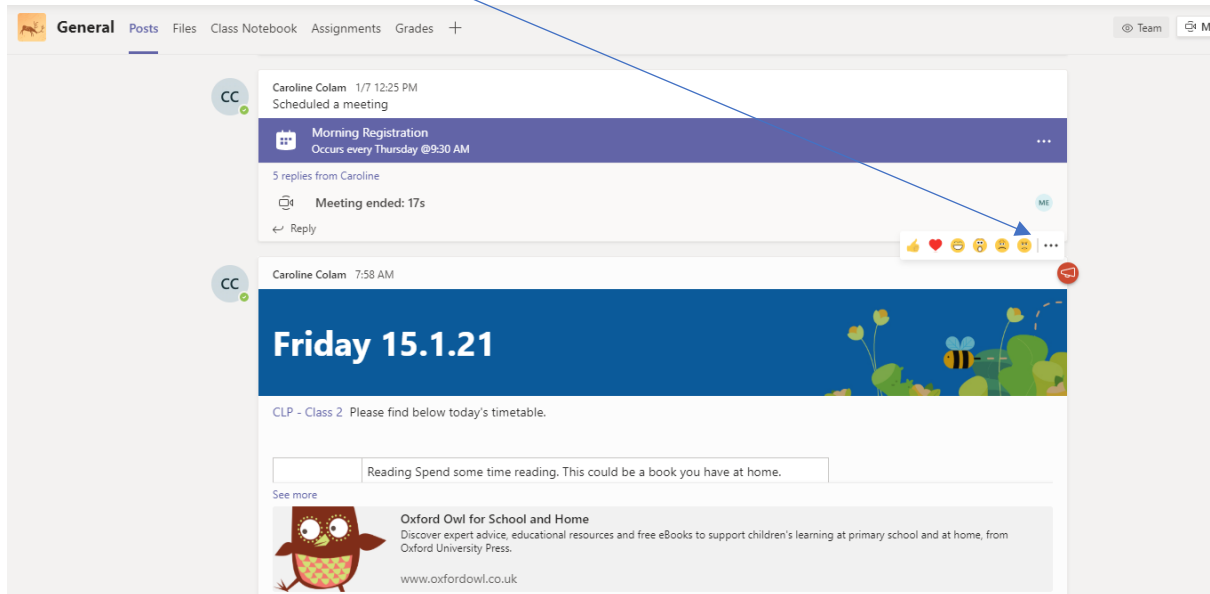 General Posts Files Class Notebook Assignments Grades +
Team M
CC
Caroline Colam 1/7 12:25 PM
Scheduled a meeting
Morning Registration
Occurs every Thursday @9:30 AM
...
5 replies from Caroline
Meeting ended: 17s
ME
Reply
...
CC
Caroline Colam 7:58 AM
Friday 15.1.21
CLP - Class 2 Please find below today's timetable.
Reading Spend some time reading. This could be a book you have at home.
See more
Oxford Owl for School and Home
Discover expert advice, educational resources and free eBooks to support children's learning at primary school and at home, from
Oxford University Press.
www.oxfordowl.co.uk